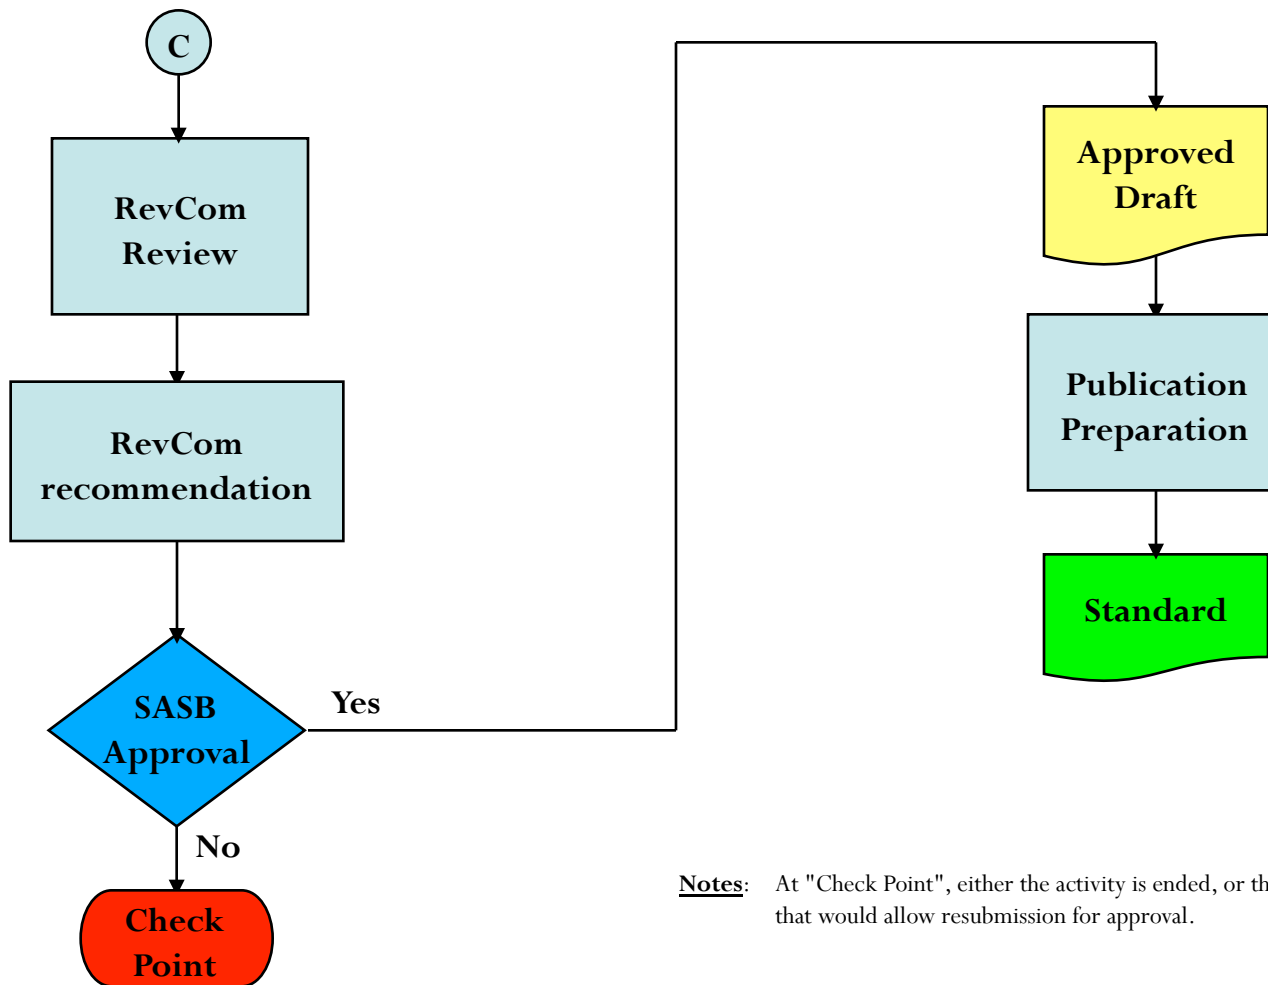 C
RevCom
Review
RevCom
recommendation
SASB
Approval
Yes
No
Check
Point
Approved
Draft
Publication
Preparation
Standard
Notes: At "Check Point", either the activity is ended, or
that would allow resubmission for approval.